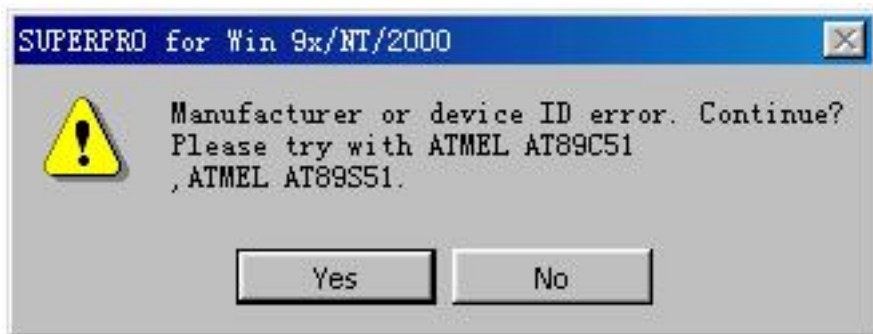 SUPERPRO for Win 9x/NT/2000
Manufacturer or device ID error. Continue?
Please try with ATMEL AT89C51
,ATMEL AT89S51.
Yes No